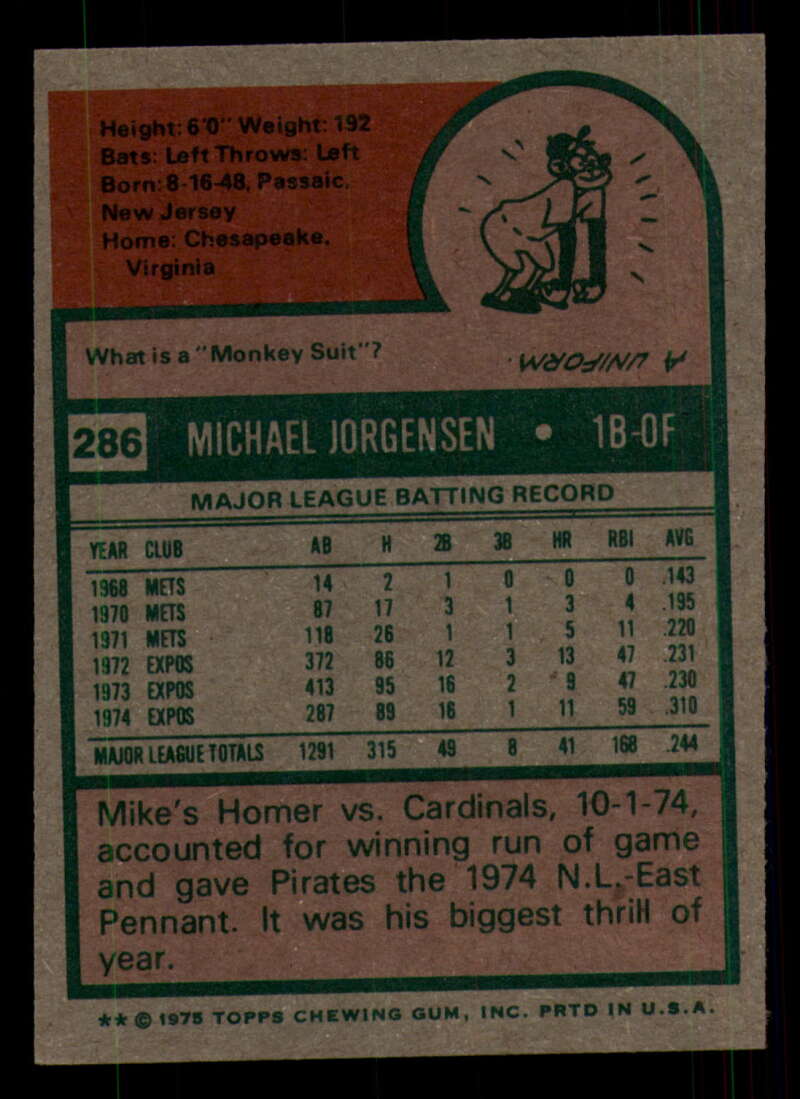 Height: 6'0" Weight: 192
Bats: Left Throws: Left
Born: 8-16-48, Passaic,
New Jersey
Home: Chesapeake,
Virginia
What is a "Monkey Suit"?
A UNIFORM.
286 MICHAEL JORGENSEN • 1B-OF
MAJOR LEAGUE BATTING RECORD
YEAR CLUB AB H 2B 3B HR RBI AVG
1968 METS 14 2 1 0 0 0 .143
1970 METS 87 17 3 1 3 4 .195
1971 METS 118 26 1 1 5 11 .220
1972 EXPOS 372 86 12 3 13 47 .231
1973 EXPOS 413 95 16 2 9 47 .230
1974 EXPOS 287 89 16 1 11 59 .310
MAJOR LEAGUE TOTALS 1291 315 49 8 41 168 .244
Mike's Homer vs. Cardinals, 10-1-74,
accounted for winning run of game
and gave Pirates the 1974 N.L.-East
Pennant. It was his biggest thrill of
year.
** © 1975 TOPPS CHEWING GUM, INC. PRTD IN U.S.A.